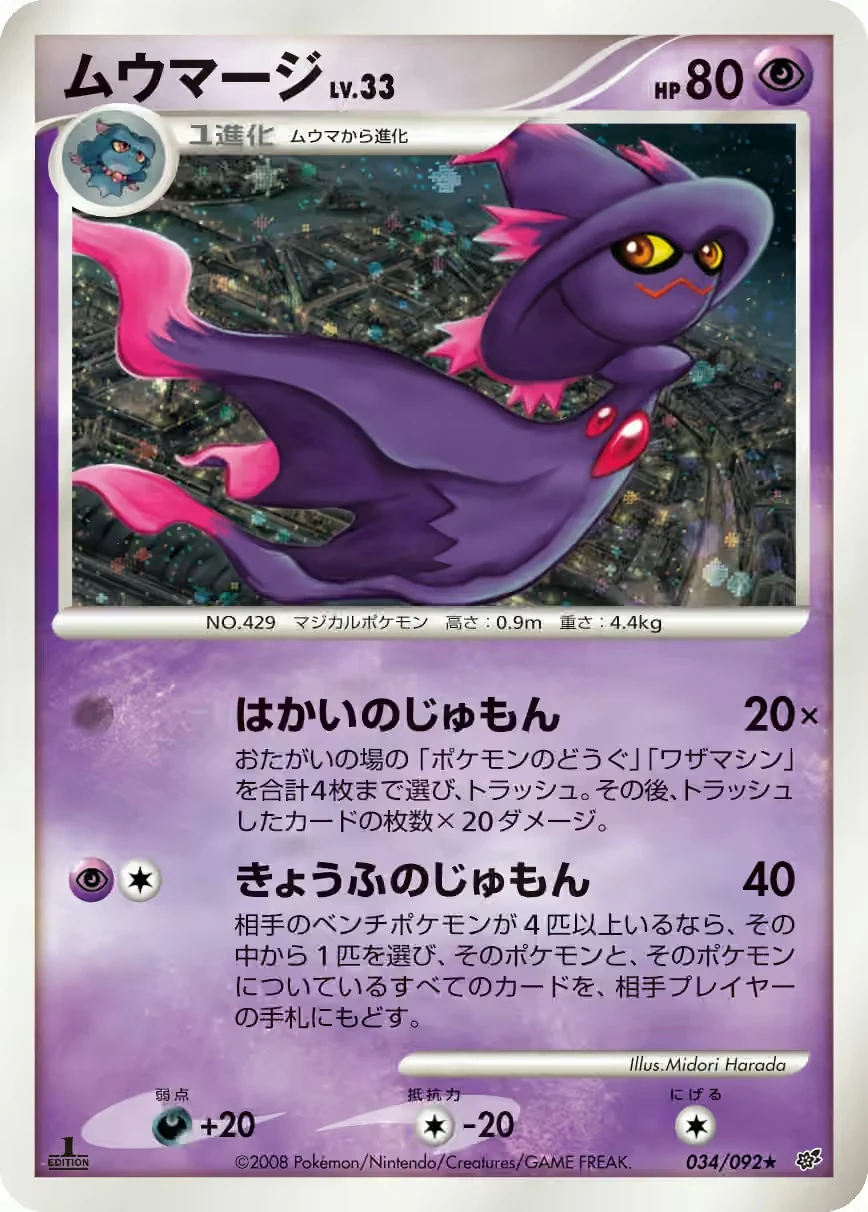 ムウマージ LV.33 HP 80
1進化 ムウマから進化
NO.429 マジカルポケモン 高さ:0.9m 重さ:4.4kg
はかいのじゅもん 20×
おたがいの場の「ポケモンのどうぐ」「ワザマシン」
を合計4枚まで選び、トラッシュ。その後、トラッシュ
したカードの枚数×20ダメージ。
きょうふのじゅもん 40
相手のベンチポケモンが4匹以上いるなら、その
中から1匹を選び、そのポケモンと、そのポケモン
についているすべてのカードを、相手プレイヤー
の手札にもどす。
Illus.Midori Harada
弱点 抵抗力 にげる
+20 -20
1 EDITION ©2008 Pokémon/Nintendo/Creatures/GAME FREAK. 034/092★